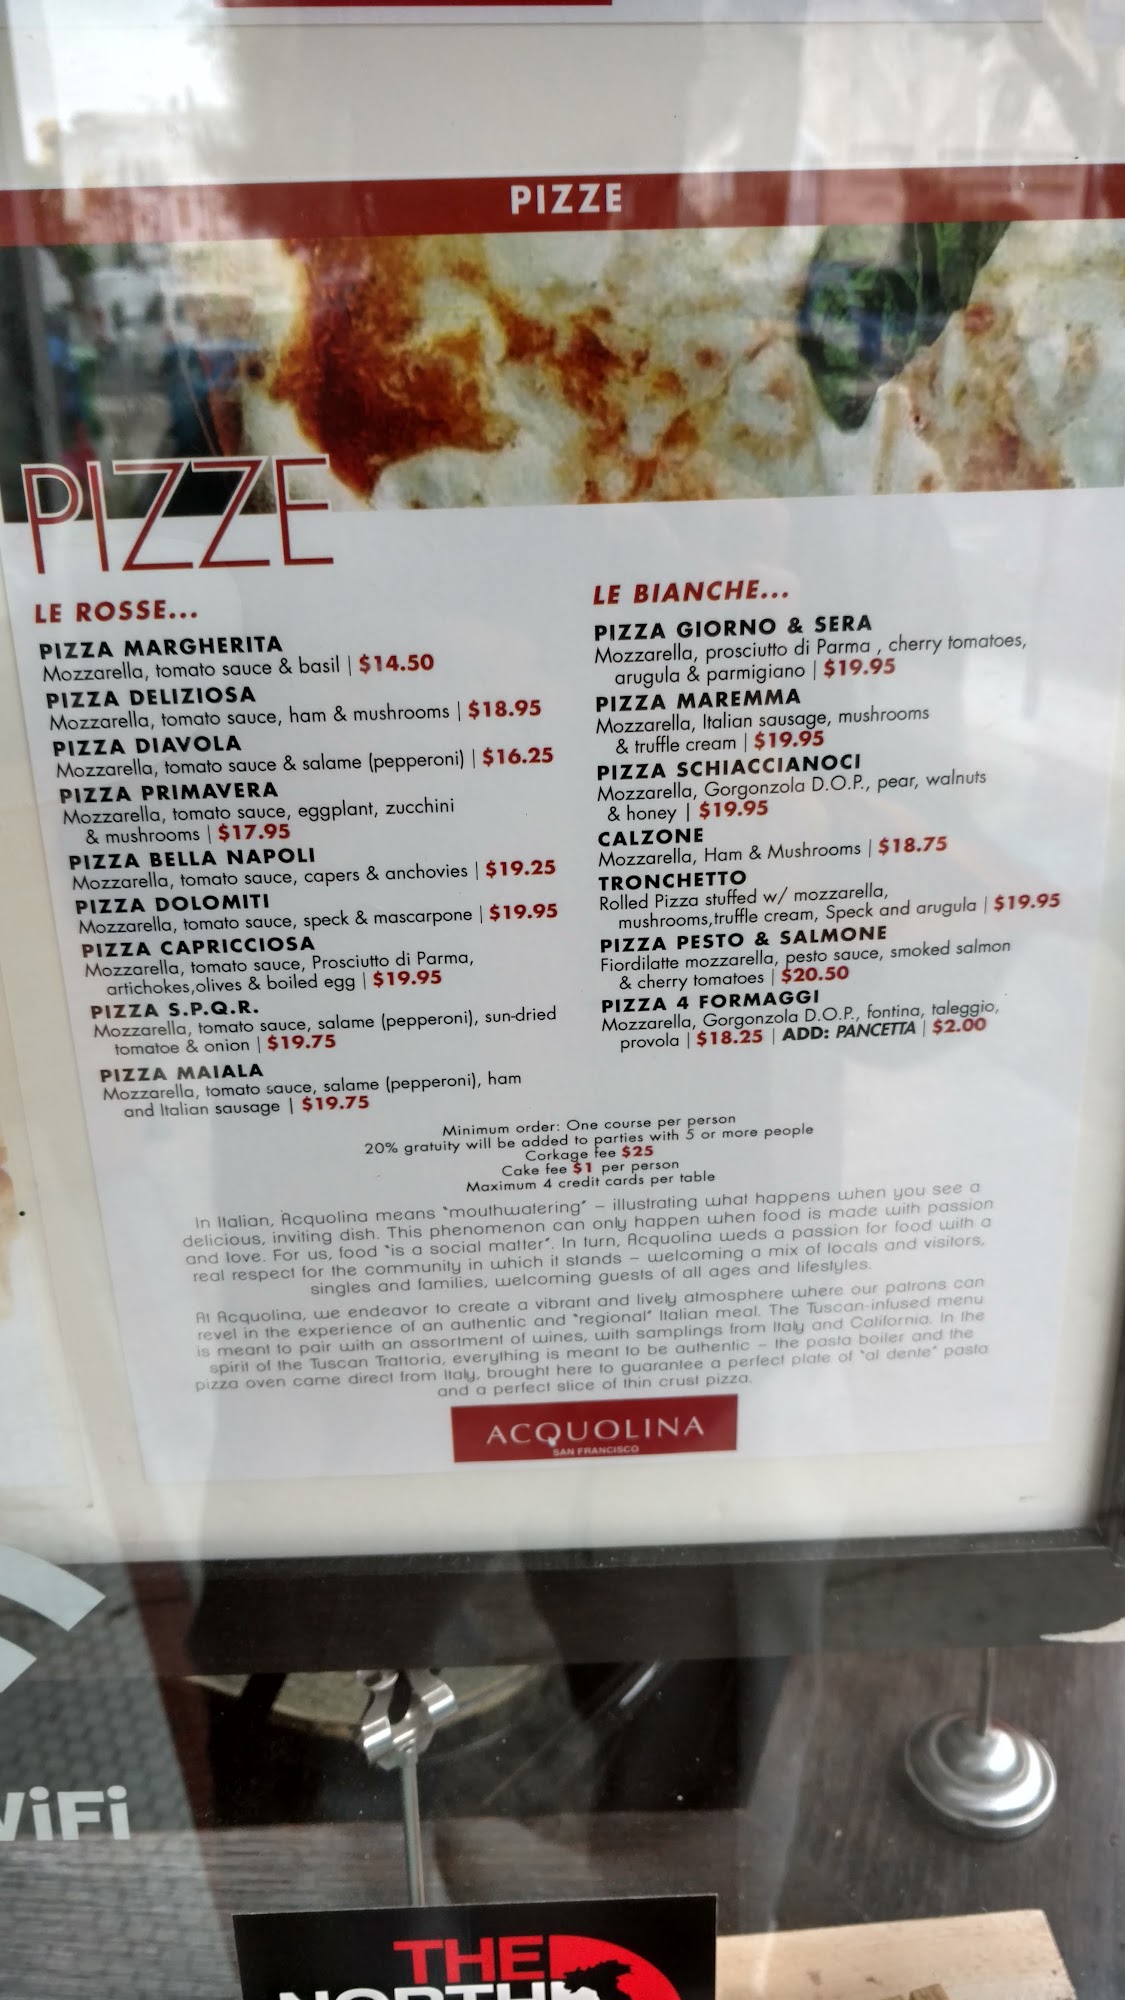 PIZZE
PIZZE
LE ROSSE...
PIZZA MARGHERITA
Mozzarella, tomato sauce & basil | $14.50
PIZZA DELIZIOSA
Mozzarella, tomato sauce, ham & mushrooms | $18.95
PIZZA DIAVOLA
Mozzarella, tomato sauce & salame (pepperoni) | $16.25
PIZZA PRIMAVERA
Mozzarella, tomato sauce, eggplant, zucchini
& mushrooms | $17.95
PIZZA BELLA NAPOLI
Mozzarella, tomato sauce, capers & anchovies | $19.25
PIZZA DOLOMITI
Mozzarella, tomato sauce, speck & mascarpone | $19.95
PIZZA CAPRICCIOSA
Mozzarella, tomato sauce, Prosciutto di Parma,
artichokes,olives & boiled egg | $19.95
PIZZA S.P.Q.R.
Mozzarella, tomato sauce, salame (pepperoni), sun-dried
tomatoe & onion | $19.75
PIZZA MAIALA
Mozzarella, tomato sauce, salame (pepperoni), ham
and Italian sausage | $19.75
LE BIANCHE...
PIZZA GIORNO & SERA
Mozzarella, prosciutto di Parma , cherry tomatoes,
arugula & parmigiano | $19.95
PIZZA MAREMMA
Mozzarella, Italian sausage, mushrooms
& truffle cream | $19.95
PIZZA SCHIACCIANOCI
Mozzarella, Gorgonzola D.O.P., pear, walnuts
& honey | $19.95
CALZONE
Mozzarella, Ham & Mushrooms | $18.75
TRONCHETTO
Rolled Pizza stuffed w/ mozzarella,
mushrooms,truffle cream, Speck and arugula | $19.95
PIZZA PESTO & SALMONE
Fiordilatte mozzarella, pesto sauce, smoked salmon
& cherry tomatoes | $20.50
PIZZA 4 FORMAGGI
Mozzarella, Gorgonzola D.O.P., fontina, taleggio,
provola | $18.25 | ADD: PANCETTA | $2.00
Minimum order: One course per person
20% gratuity will be added to parties with 5 or more people
Corkage fee $25
Cake fee $1 per person
Maximum 4 credit cards per table
In Italian, Acquolina means "mouthwatering" – illustrating what happens when you see a
delicious, inviting dish. This phenomenon can only happen when food is made with passion
and love. For us, food "is a social matter". In turn, Acquolina weds a passion for food with a
real respect for the community in which it stands – welcoming a mix of locals and visitors,
singles and families, welcoming guests of all ages and lifestyles.
At Acquolina, we endeavor to create a vibrant and lively atmosphere where our patrons can
revel in the experience of an authentic and "regional" Italian meal. The Tuscan-infused menu
is meant to pair with an assortment of wines, with samplings from Italy and California. In the
spirit of the Tuscan Trattoria, everything is meant to be authentic – the pasta boiler and the
pizza oven came direct from Italy, brought here to guarantee a perfect plate of "al dente" pasta
and a perfect slice of thin crust pizza.
ACQUOLINA
SAN FRANCISCO
WiFi
THE
NORTH